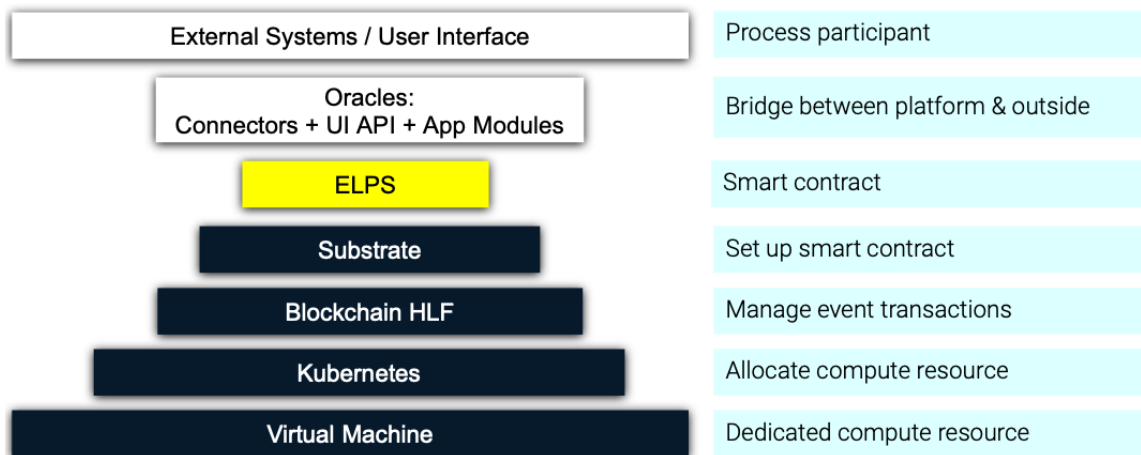 External Systems / User Interface
Process participant
Oracles:
Connectors + UI API + App Modules
Bridge between platform & outside
ELPS
Smart contract
Substrate
Set up smart contract
Blockchain HLF
Manage event transactions
Kubernetes
Allocate compute resource
Virtual Machine
Dedicated compute resource